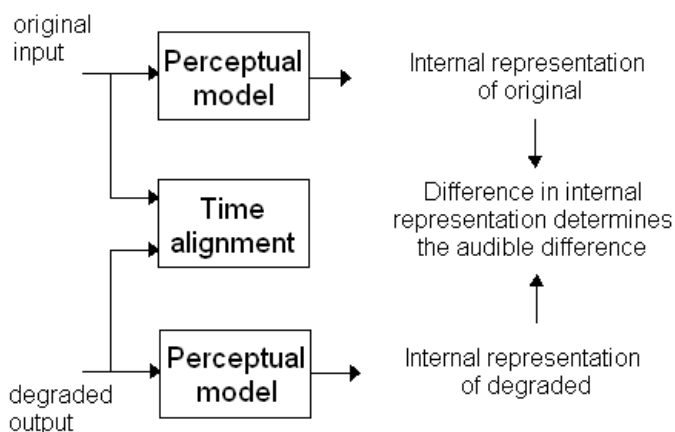 original
input
Perceptual
model
Internal representation
of original
Time
alignment
Difference in internal
representation determines
the audible difference
degraded
output
Perceptual
model
Internal representation
of degraded